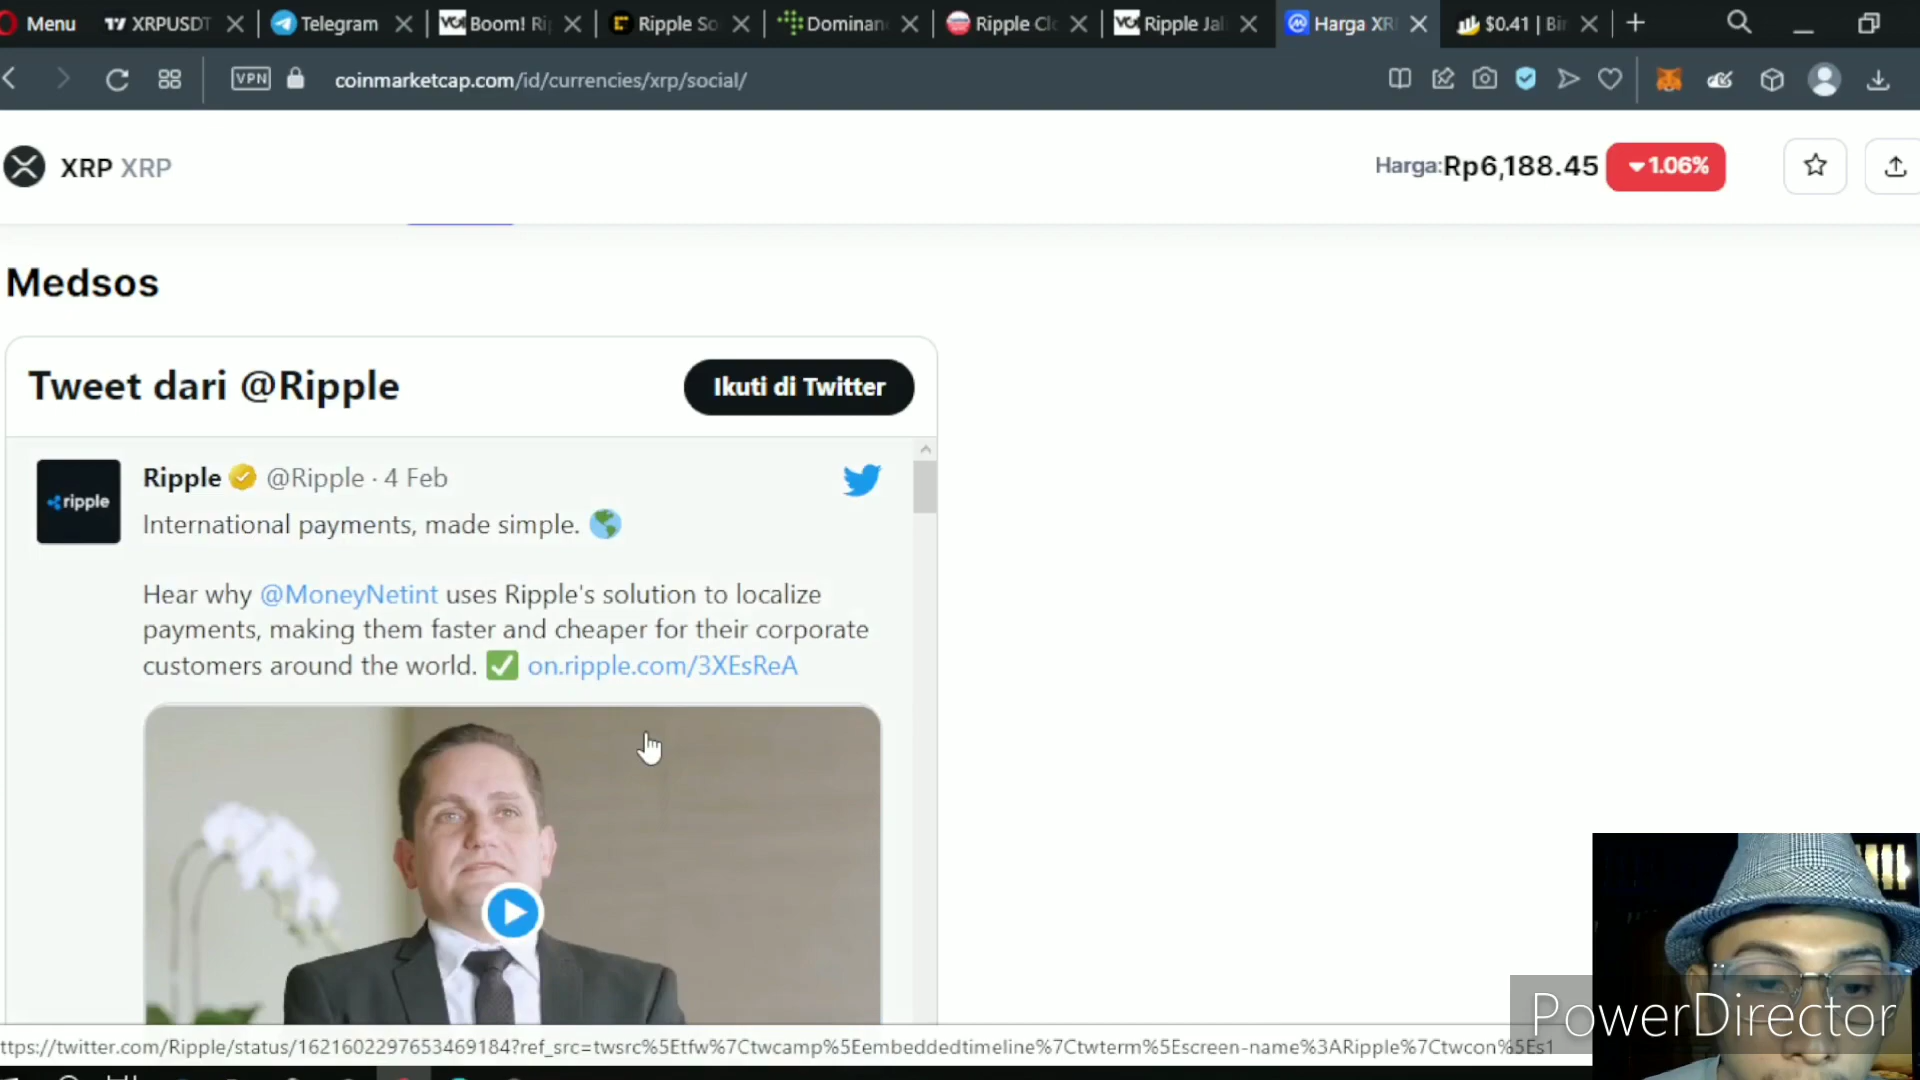 Menu
XRPUSDT
Telegram
Boom! Ri
Ripple So
Dominan
Ripple Cl
Ripple Jal
Harga XR
$0.41 | Bi
VPN
coinmarketcap.com/id/currencies/xrp/social/
XRP XRP
Harga:Rp6,188.45
1.06%
Medsos
Tweet dari @Ripple
Ikuti di Twitter
ripple
Ripple @Ripple · 4 Feb
International payments, made simple.
Hear why @MoneyNetint uses Ripple's solution to localize
payments, making them faster and cheaper for their corporate
customers around the world. ✅ on.ripple.com/3XEsReA
PowerDirector
ttps://twitter.com/Ripple/status/1621602297653469184?ref_src=twsrc%5Etfw%7Ctwcamp%5Eembeddedtimeline%7Ctwterm%5Escreen-name%3ARipple%7Ctwcon%5Es1